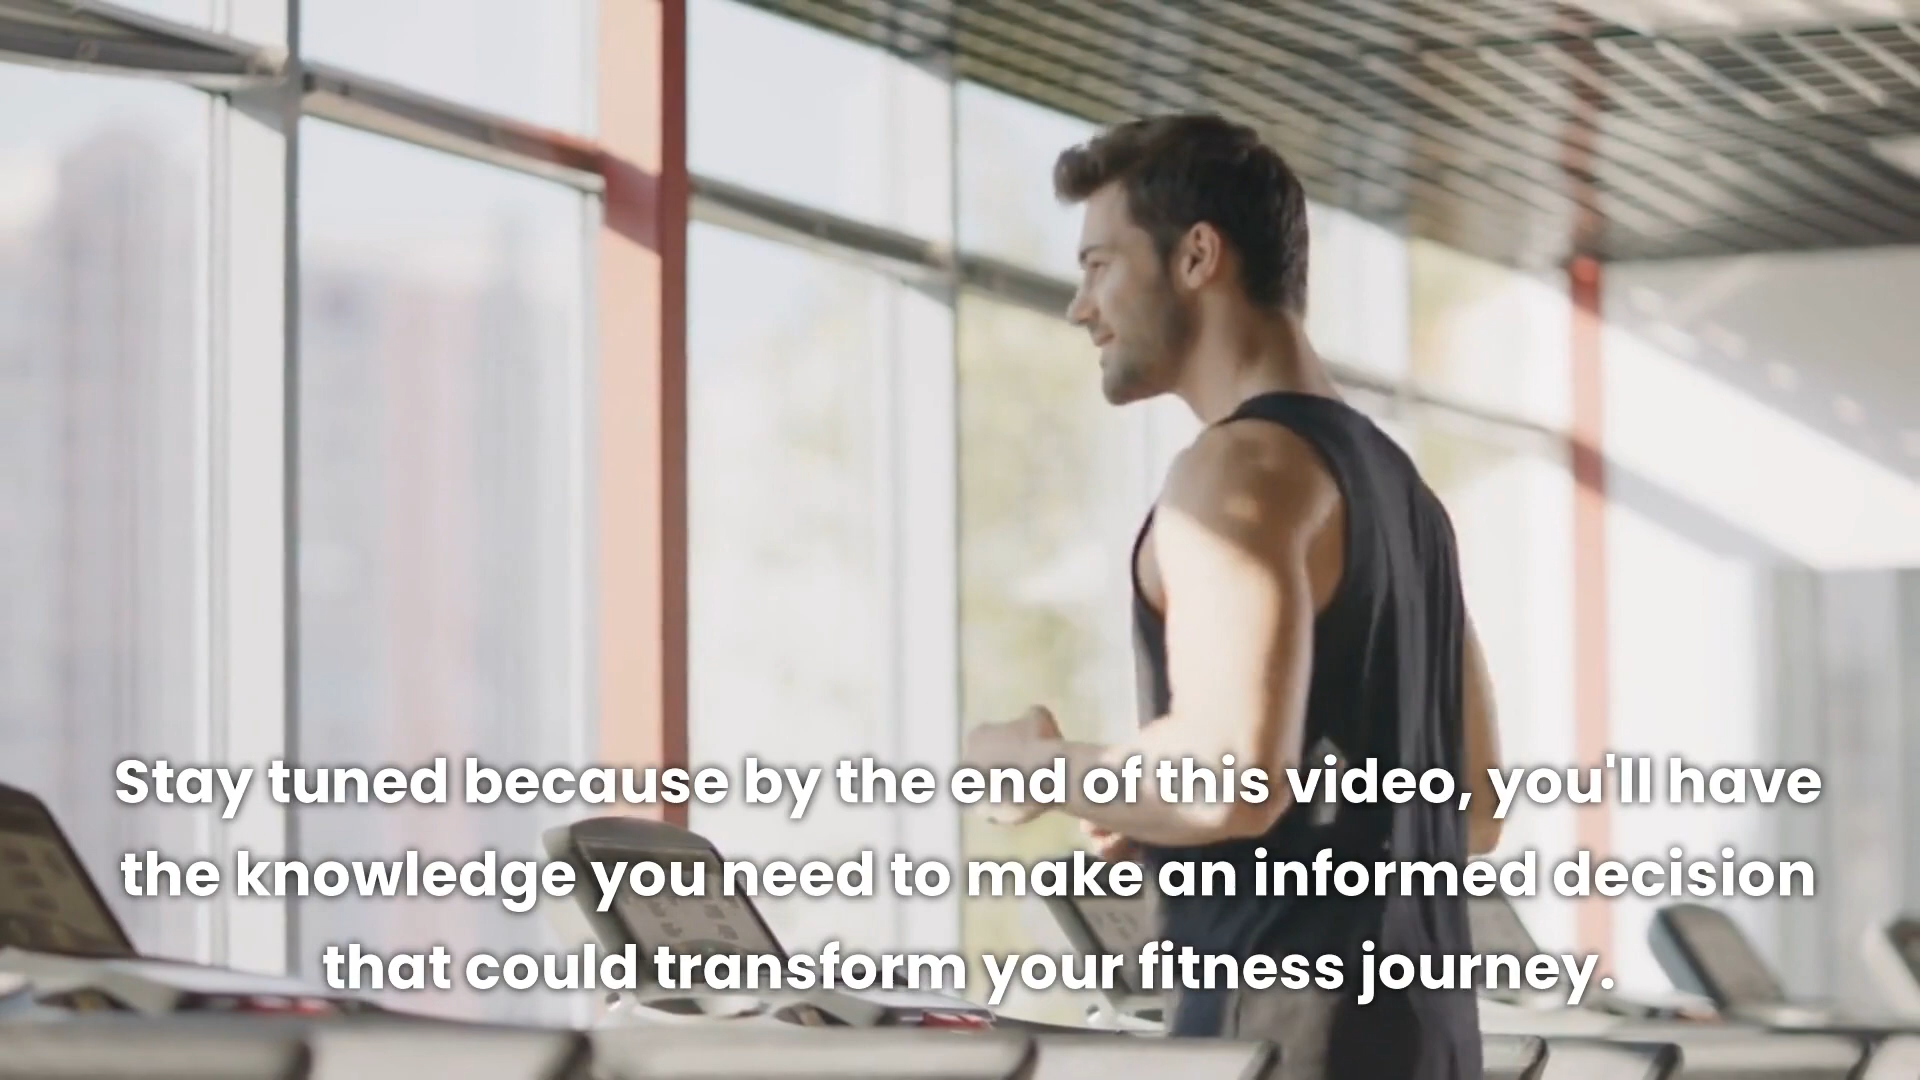 Stay tuned because by the end of this video, you'll have
the knowledge you need to make an informed decision
that could transform your fitness journey.